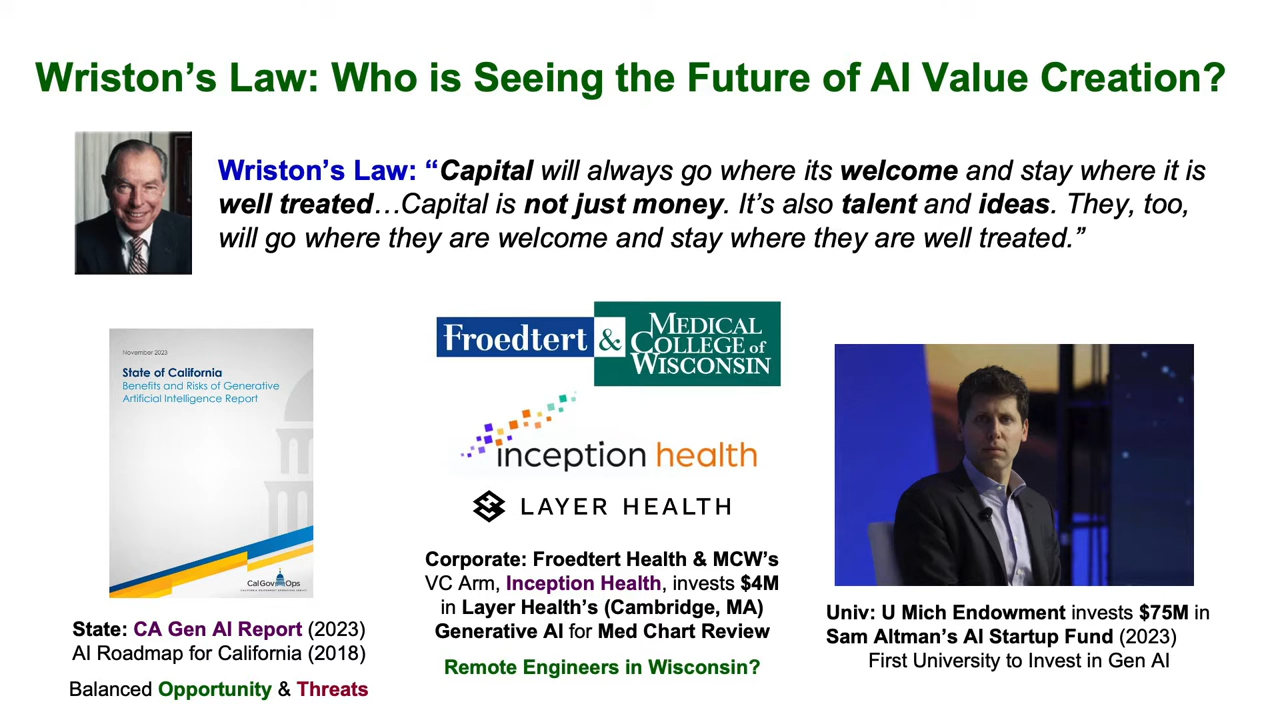 Wriston’s Law: Who is Seeing the Future of AI Value Creation?
Wriston’s Law: “Capital will always go where its welcome and stay where it is
well treated…Capital is not just money. It’s also talent and ideas. They, too,
will go where they are welcome and stay where they are well treated.”
November 2023
State of California
Benefits and Risks of Generative
Artificial Intelligence Report
CalGovOps
State: CA Gen AI Report (2023)
AI Roadmap for California (2018)
Balanced Opportunity & Threats
Froedtert & MEDICAL
COLLEGE of
WISCONSIN
inception health
LAYER HEALTH
Corporate: Froedtert Health & MCW’s
VC Arm, Inception Health, invests $4M
in Layer Health’s (Cambridge, MA)
Generative AI for Med Chart Review
Remote Engineers in Wisconsin?
Univ: U Mich Endowment invests $75M in
Sam Altman’s AI Startup Fund (2023)
First University to Invest in Gen AI